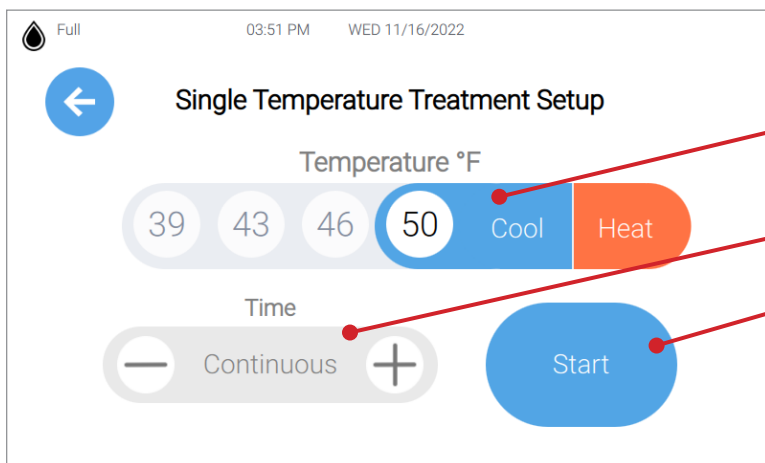 Full 03:51 PM WED 11/16/2022
Single Temperature Treatment Setup
Temperature °F
39 43 46 50 Cool Heat
Time
Continuous
Start